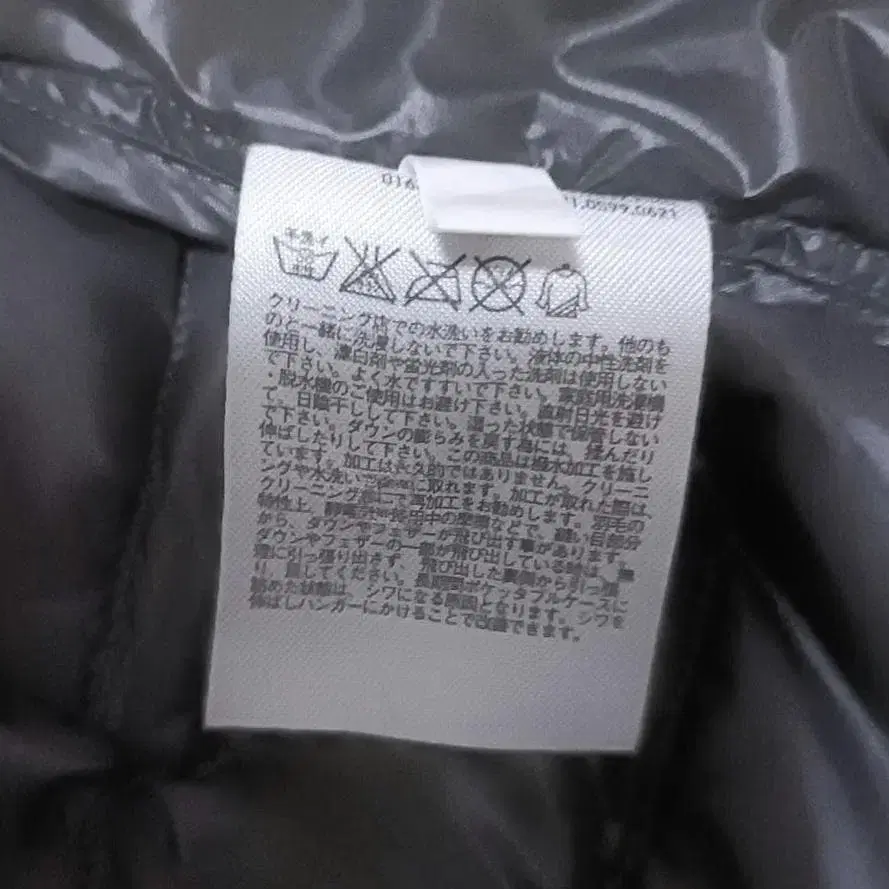 016
11.0599.0621
手洗イ
クリーニング店での水洗いをお勧めします。他のも
のと一緒に洗濯しないで下さい。液体の中性洗剤を
使用し、漂白剤や蛍光剤の入った洗剤は使用しない
で下さい。よく水ですすいで下さい。家庭用洗濯機
・脱水機のご使用はお避け下さい。直射日光を避け
て、日陰干しして下さい。湿った状態で保管しない
で下さい。ダウンの膨らみを戻す為には、揉んだり
伸ばしたりして下さい。この商品は撥水加工を施し
ています。加工は永久的ではありません。クリーニ
ングや水洗いで に取れます。加工が取れた際は、
クリーニング店にて再加工をお勧めします。羽毛の
特性上、静電気や着用中の摩擦などで、縫い目部分
から、ダウンやフェザーが飛び出す事があります。
ダウンやフェザーの一部が飛び出している時は、無
理に引っ張り出さず、飛び出した裏側から引っ張
り、戻してください。長期間ポケッタブルケースに
詰めた状態は、シワになる原因となります。シワを
伸ばしハンガーにかけることで改善できます。